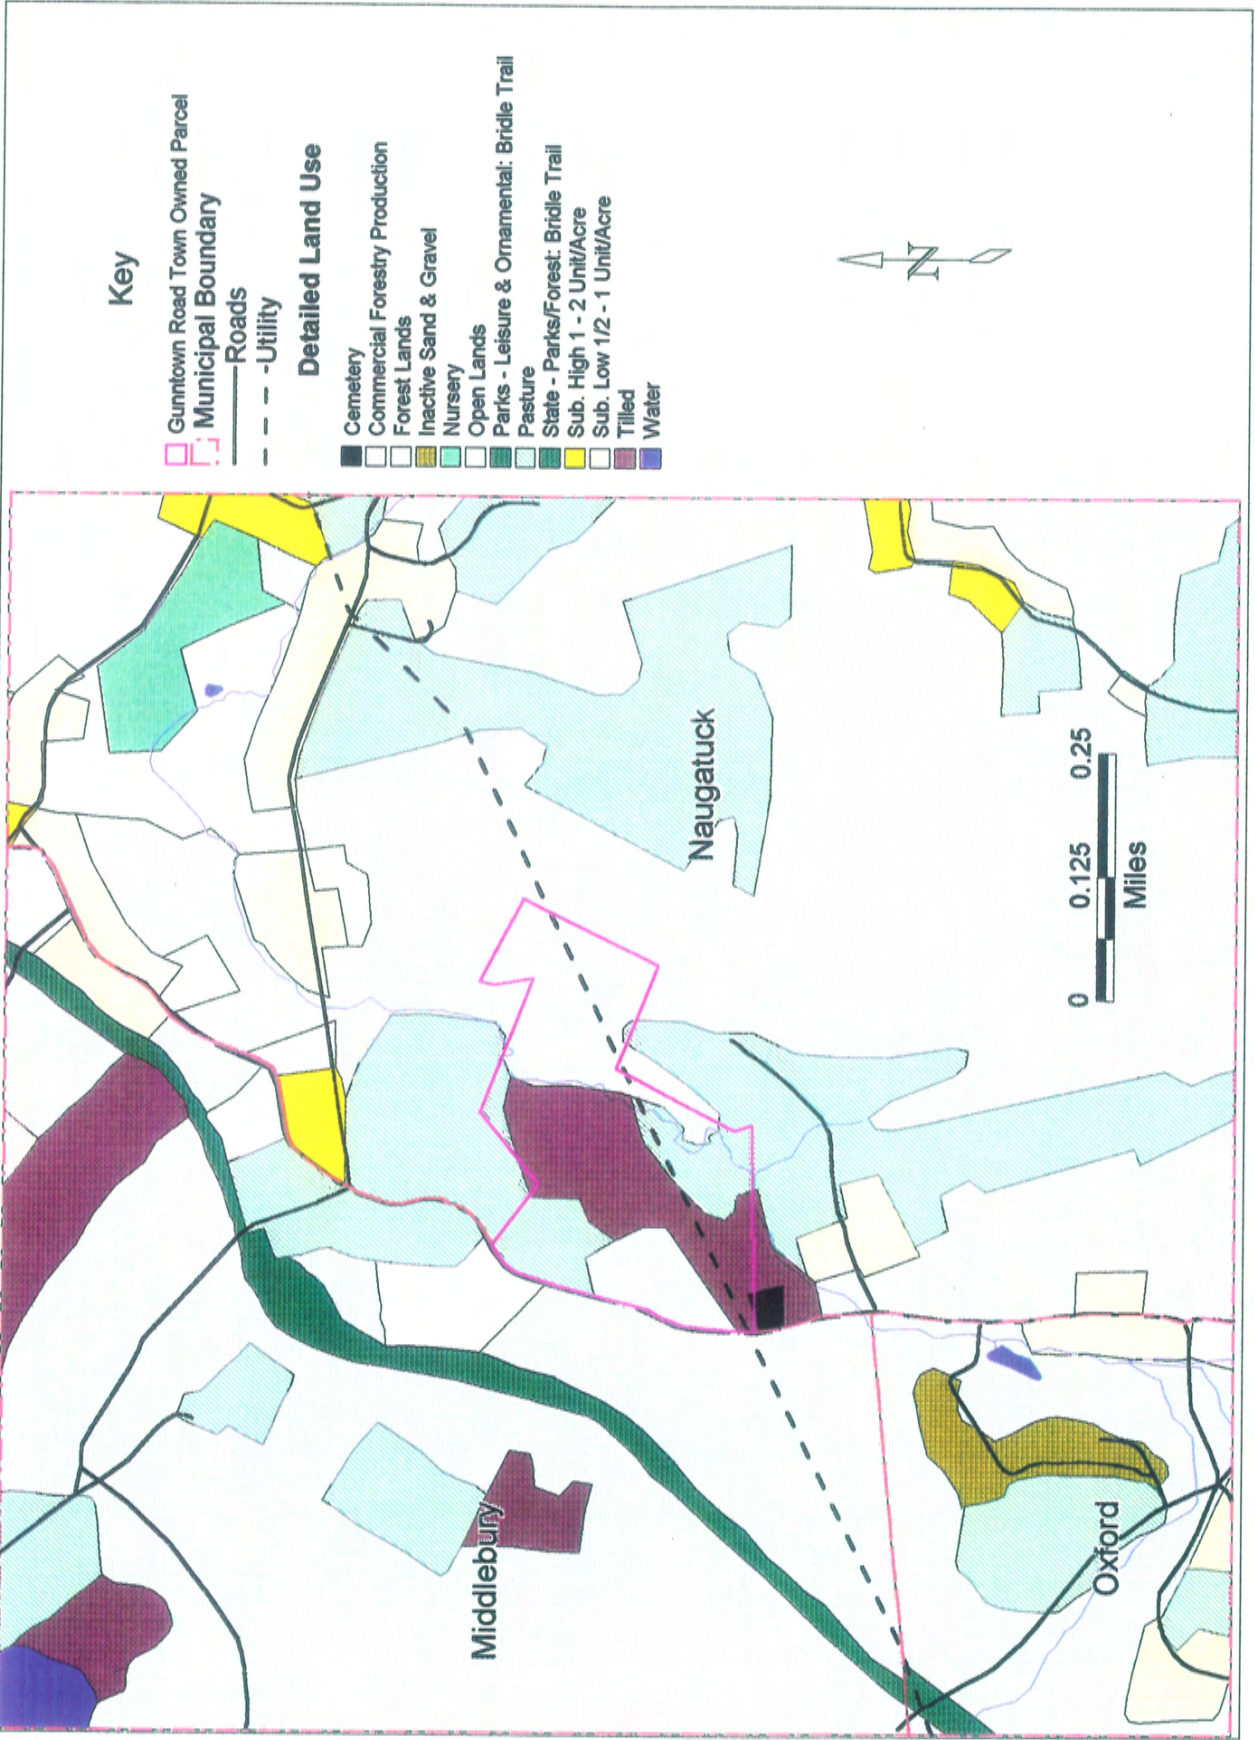 Key
Gunntown Road Town Owned Parcel
Municipal Boundary
Roads
Utility
Detailed Land Use
Cemetery
Commercial Forestry Production
Forest Lands
Inactive Sand & Gravel
Nursery
Open Lands
Parks - Leisure & Ornamental: Bridle Trail
Pasture
State - Parks/Forest: Bridle Trail
Sub. High 1 - 2 Unit/Acre
Sub. Low 1/2 - 1 Unit/Acre
Tilled
Water
N
Middlebury
Naugatuck
Oxford
0 0.125 0.25
Miles